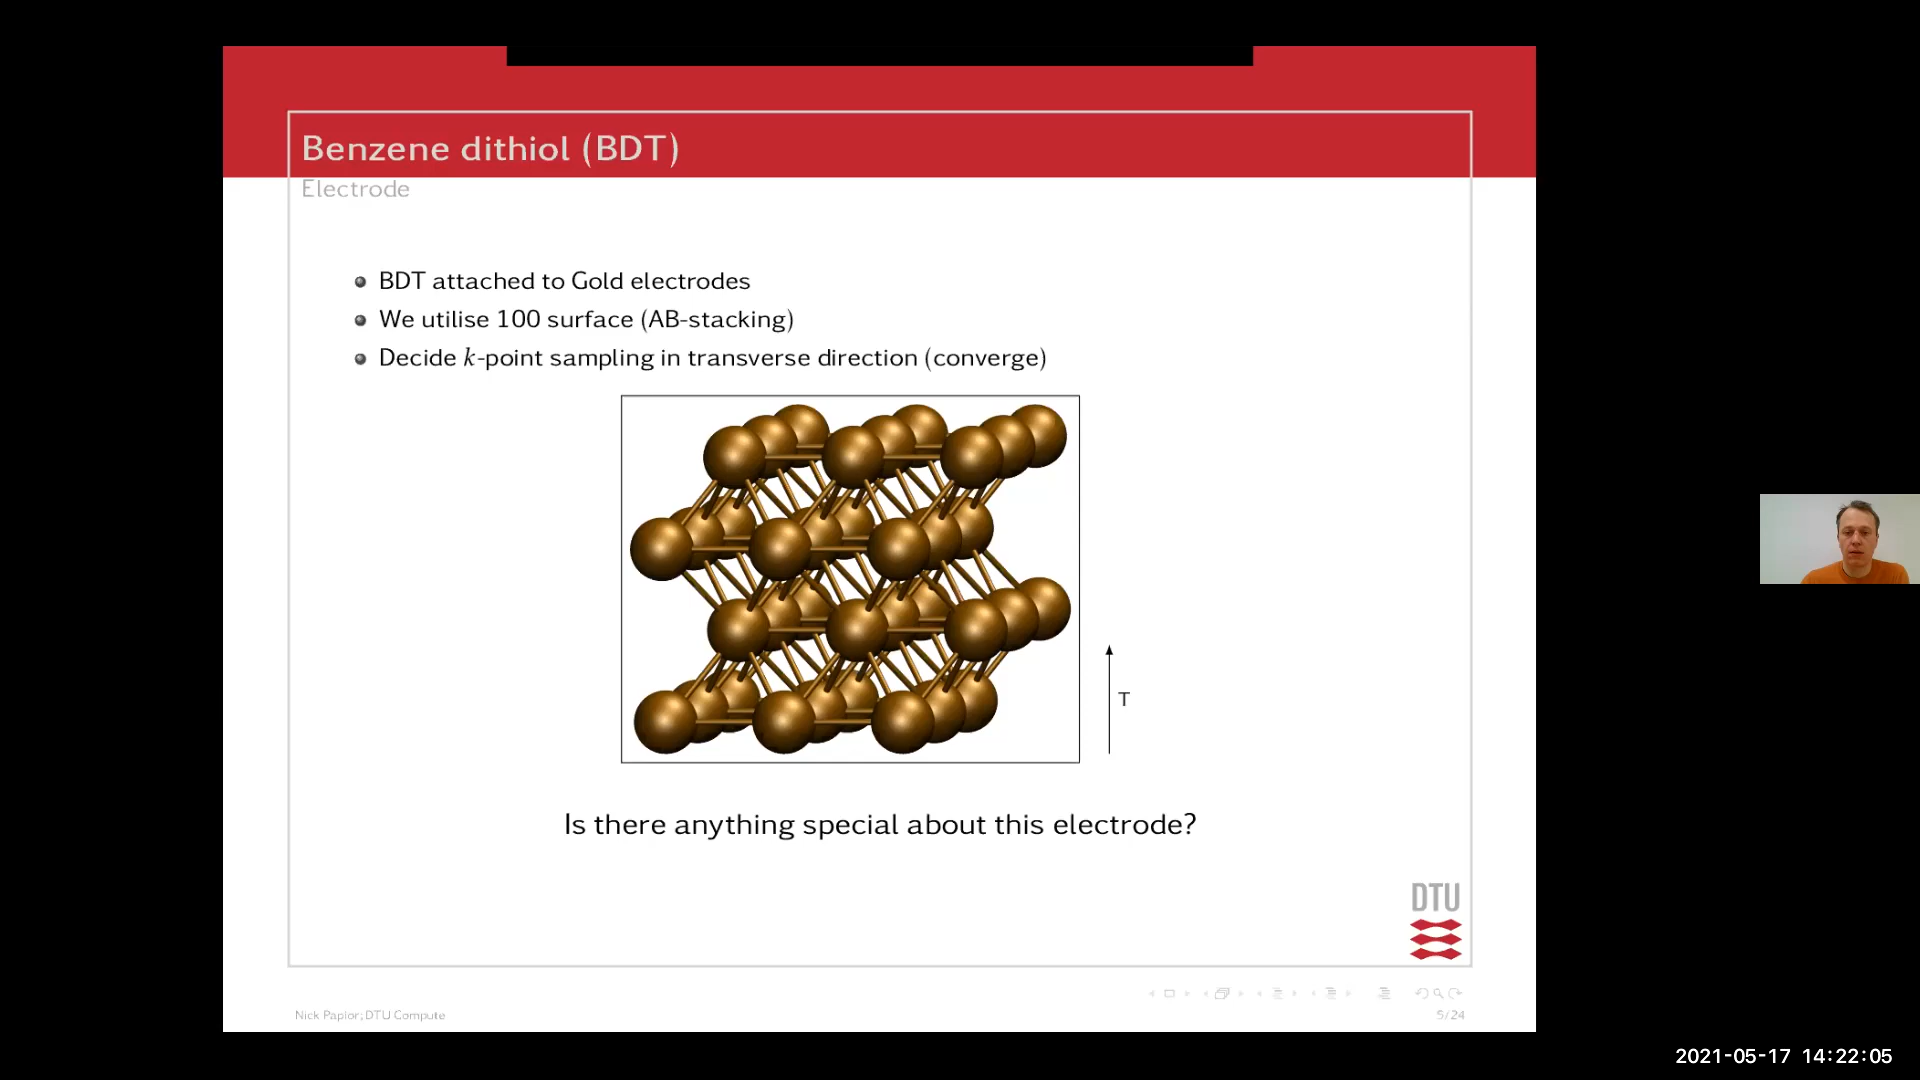 Benzene dithiol (BDT)
Electrode
BDT attached to Gold electrodes
We utilise 100 surface (AB-stacking)
Decide k-point sampling in transverse direction (converge)
T
Is there anything special about this electrode?
DTU
Nick Papior; DTU Compute
5/24
2021-05-17 14:22:05